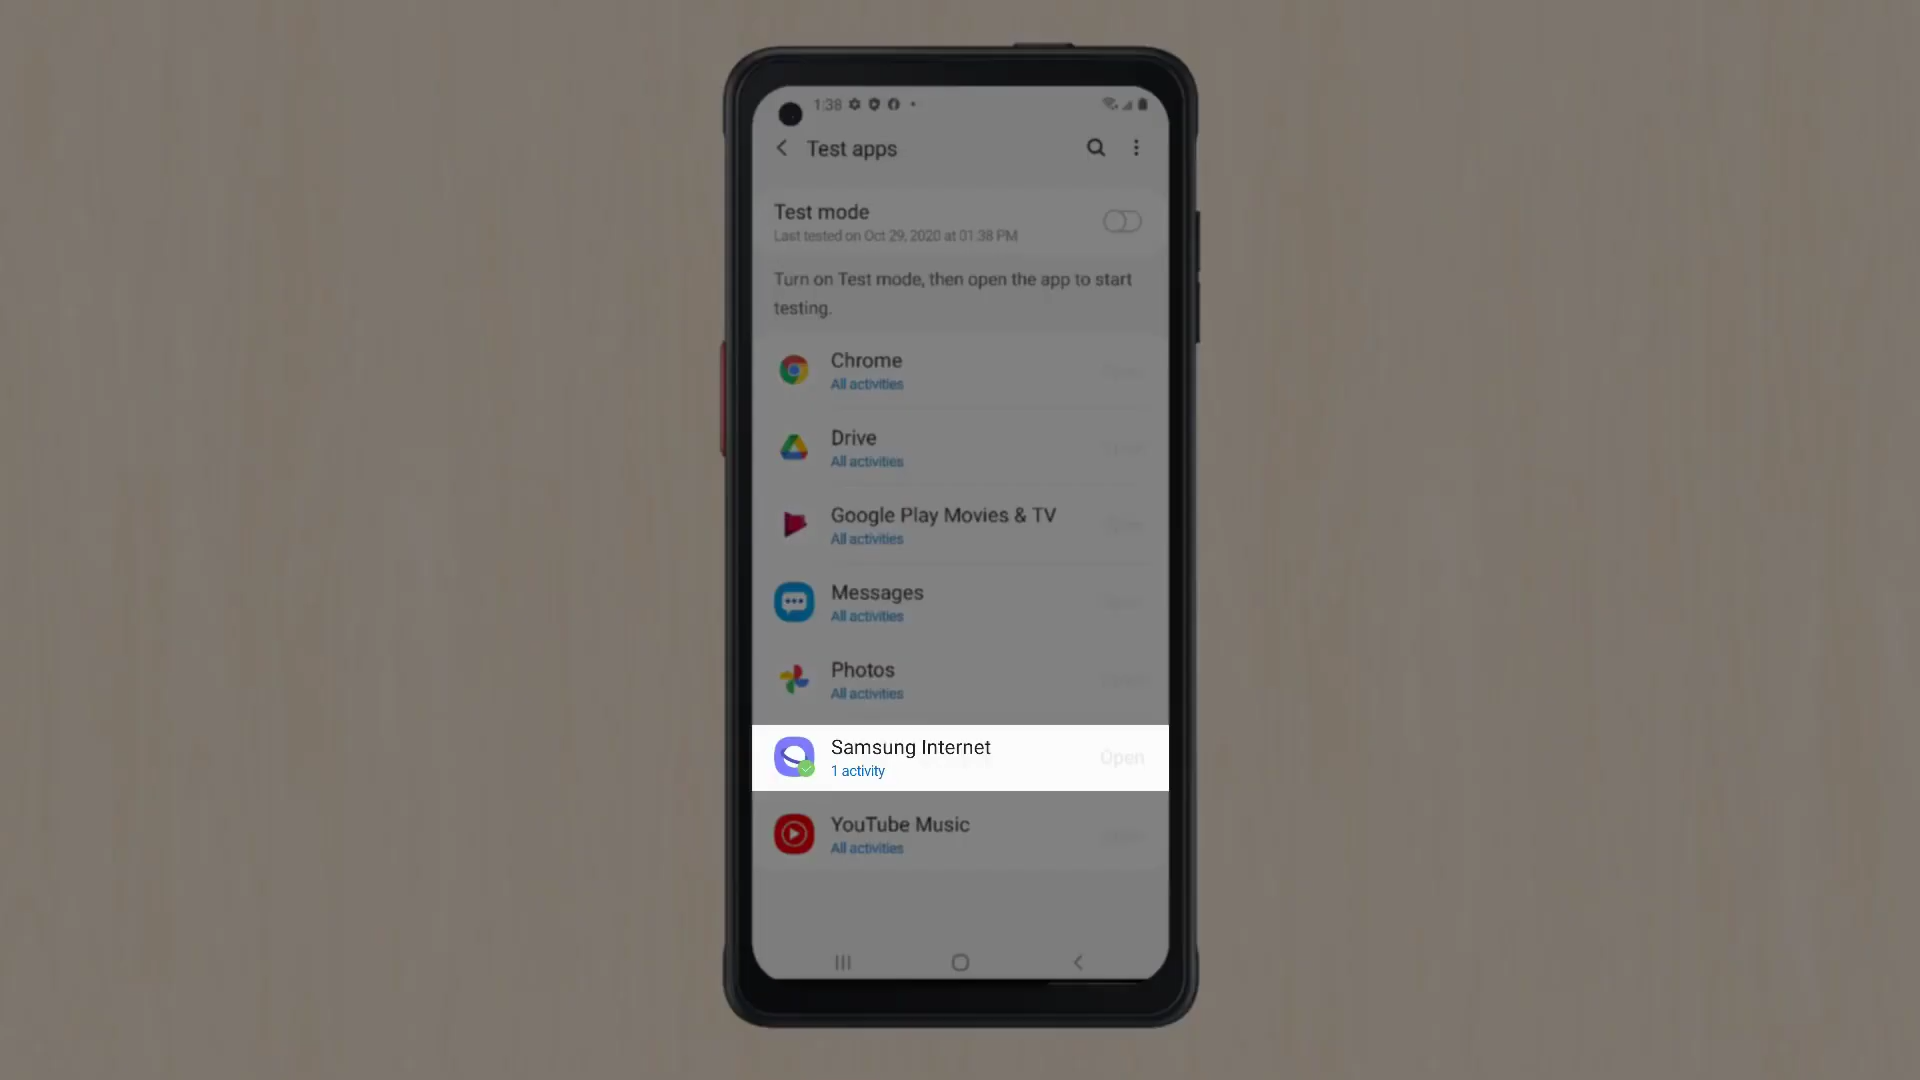 1:38
Test apps
Test mode
Last tested on Oct 29, 2020 at 01:38 PM
Turn on Test mode, then open the app to start
testing.
Chrome
All activities
Drive
All activities
Google Play Movies & TV
All activities
Messages
All activities
Photos
All activities
Samsung Internet
1 activity
Open
YouTube Music
All activities